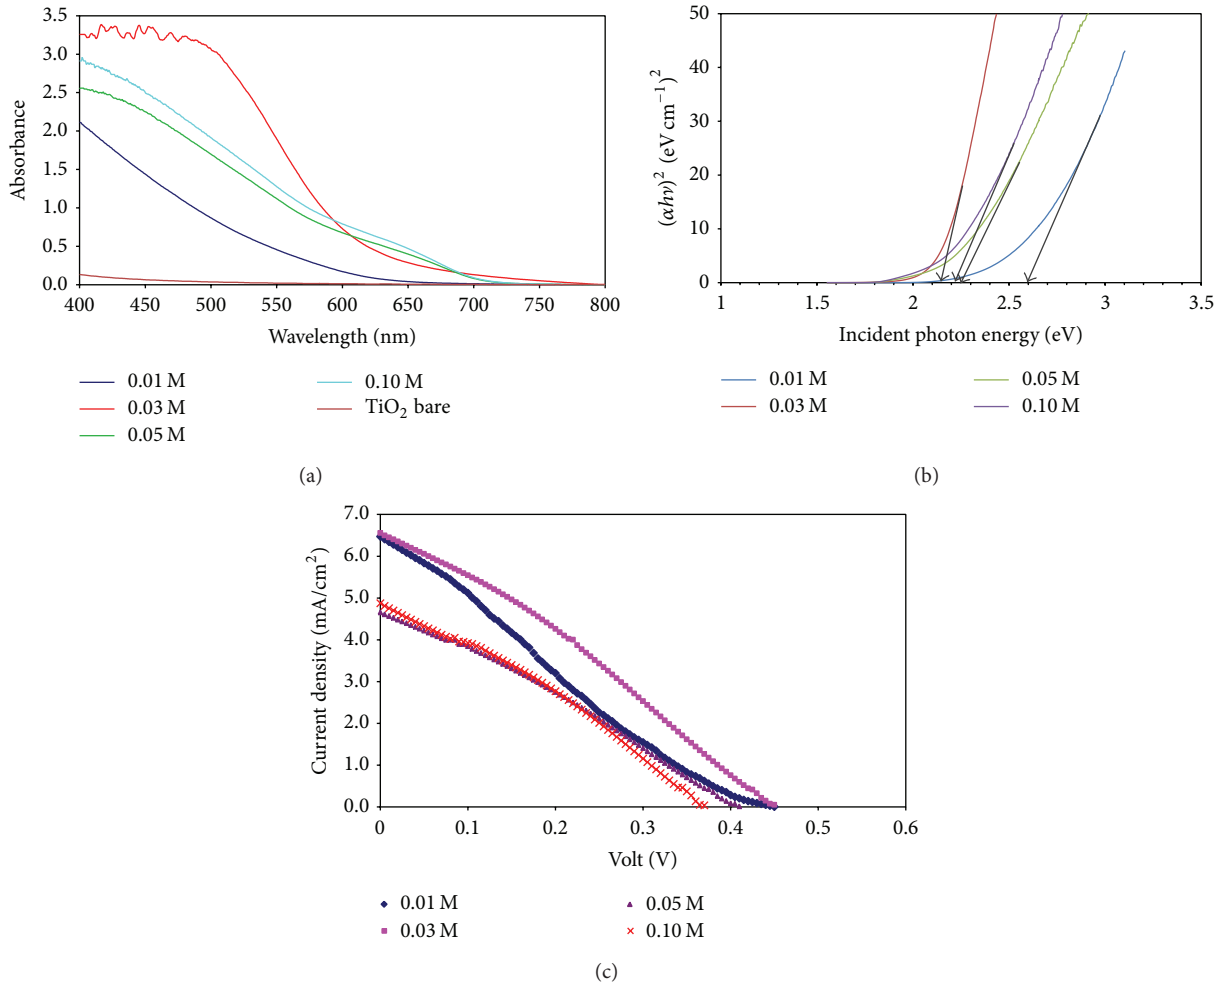 3.5
3.0
2.5
2.0
1.5
1.0
0.5
0.0
Absorbance
400 450 500 550 600 650 700 750 800
Wavelength (nm)
0.01 M 0.10 M
0.03 M TiO₂ bare
0.05 M
(a)
50
40
30
20
10
0
(αhν)² (eV cm⁻¹)²
1 1.5 2 2.5 3 3.5
Incident photon energy (eV)
0.01 M 0.05 M
0.03 M 0.10 M
(b)
7.0
6.0
5.0
4.0
3.0
2.0
1.0
0.0
Current density (mA/cm²)
0 0.1 0.2 0.3 0.4 0.5 0.6
Volt (V)
0.01 M 0.05 M
0.03 M 0.10 M
(c)